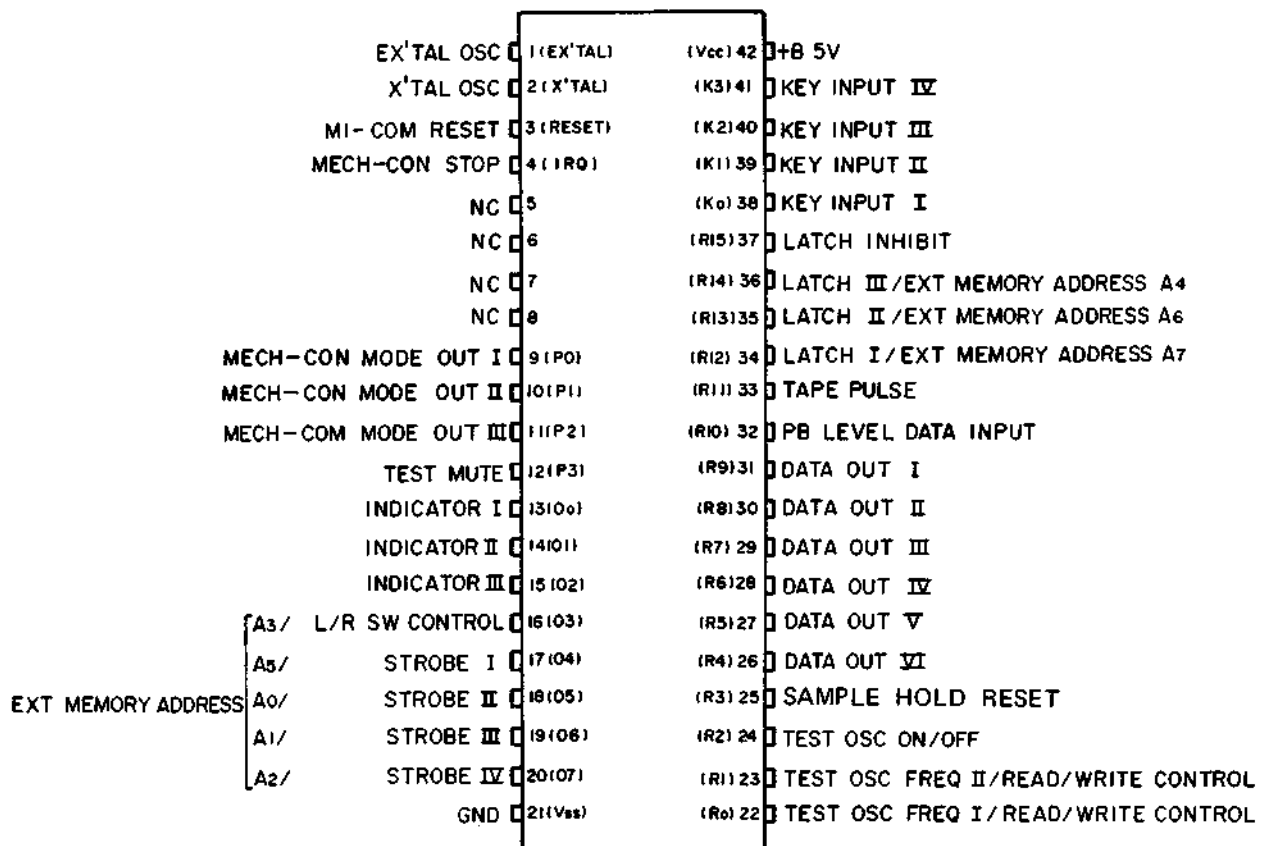 EX'TAL OSC 1(EX'TAL) (Vcc)42 +B 5V
X'TAL OSC 2(X'TAL) (K3)41 KEY INPUT IV
MI-COM RESET 3(RESET) (K2)40 KEY INPUT III
MECH-CON STOP 4(IRQ) (K1)39 KEY INPUT II
NC 5 (Ko)38 KEY INPUT I
NC 6 (R15)37 LATCH INHIBIT
NC 7 (R14)36 LATCH III/EXT MEMORY ADDRESS A4
NC 8 (R13)35 LATCH II/EXT MEMORY ADDRESS A6
MECH-CON MODE OUT I 9(P0) (R12)34 LATCH I/EXT MEMORY ADDRESS A7
MECH-CON MODE OUT II 10(P1) (R11)33 TAPE PULSE
MECH-COM MODE OUT III 11(P2) (R10)32 PB LEVEL DATA INPUT
TEST MUTE 12(P3) (R9)31 DATA OUT I
INDICATOR I 13(Oo) (R8)30 DATA OUT II
INDICATOR II 14(O1) (R7)29 DATA OUT III
INDICATOR III 15(O2) (R6)28 DATA OUT IV
A3/ L/R SW CONTROL 16(O3) (R5)27 DATA OUT V
A5/ STROBE I 17(O4) (R4)26 DATA OUT VI
EXT MEMORY ADDRESS A0/ STROBE II 18(O5) (R3)25 SAMPLE HOLD RESET
A1/ STROBE III 19(O6) (R2)24 TEST OSC ON/OFF
A2/ STROBE IV 20(O7) (R1)23 TEST OSC FREQ II/READ/WRITE CONTROL
GND 21(Vss) (Ro)22 TEST OSC FREQ I/READ/WRITE CONTROL